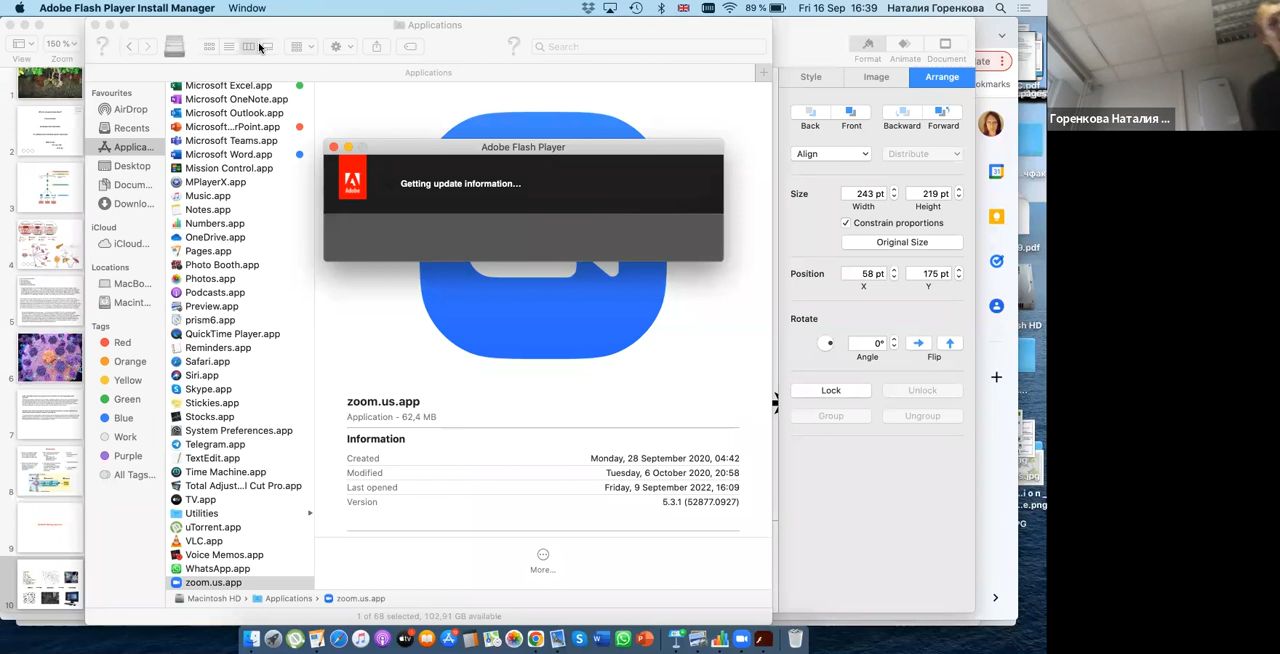 Adobe Flash Player Install Manager Window
89 % Fri 16 Sep 16:39 Наталия Горенкова
150 %
View Zoom
Applications
Search
Applications
Format Animate Document
Style Image Arrange
Back Front Backward Forward
Align Distribute
Size 243 pt 219 pt
Width Height
Constrain proportions
Original Size
Position 58 pt 175 pt
X Y
Rotate
0°
Angle Flip
Lock Unlock
Group Ungroup
Favourites
AirDrop
Recents
Applica...
Desktop
Docum...
Downlo...
iCloud
iCloud...
Locations
MacBo...
Macint...
Tags
Red
Orange
Yellow
Green
Blue
Work
Purple
All Tags...
Microsoft Excel.app
Microsoft OneNote.app
Microsoft Outlook.app
Microsoft...rPoint.app
Microsoft Teams.app
Microsoft Word.app
Mission Control.app
MPlayerX.app
Music.app
Notes.app
Numbers.app
OneDrive.app
Pages.app
Photo Booth.app
Photos.app
Podcasts.app
Preview.app
prism6.app
QuickTime Player.app
Reminders.app
Safari.app
Siri.app
Skype.app
Stickies.app
Stocks.app
System Preferences.app
Telegram.app
TextEdit.app
Time Machine.app
Total Adjust...l Cut Pro.app
TV.app
Utilities
uTorrent.app
VLC.app
Voice Memos.app
WhatsApp.app
zoom.us.app
Adobe Flash Player
Adobe
Getting update information...
zoom.us.app
Application - 62,4 MB
Information
Created Monday, 28 September 2020, 04:42
Modified Tuesday, 6 October 2020, 20:58
Last opened Friday, 9 September 2022, 16:09
Version 5.3.1 (52877.0927)
More...
Macintosh HD › Applications › zoom.us.app
1 of 68 selected, 102,91 GB available
1
2
3
4
5
6
7
8
9
10
Горенкова Наталия ...